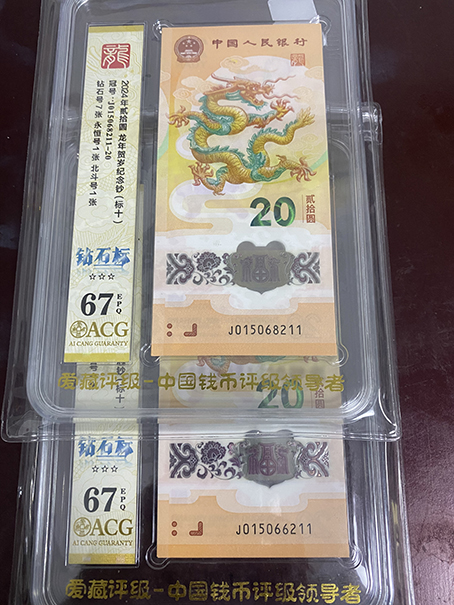 龍
2024年贰拾圆 龙年贺岁纪念钞（标十）
冠号：J015068211-20
钻石号7张 永恒号1张 北斗号1张
钻石标
67 EPQ
ACG
AI CANG GUARANTY
中国人民银行
20
贰拾圆
J015068211
爱藏评级-中国钱币评级领导者
钻石标
67 EPQ
ACG
AI CANG GUARANTY
20
J015066211
爱藏评级-中国钱币评级领导者